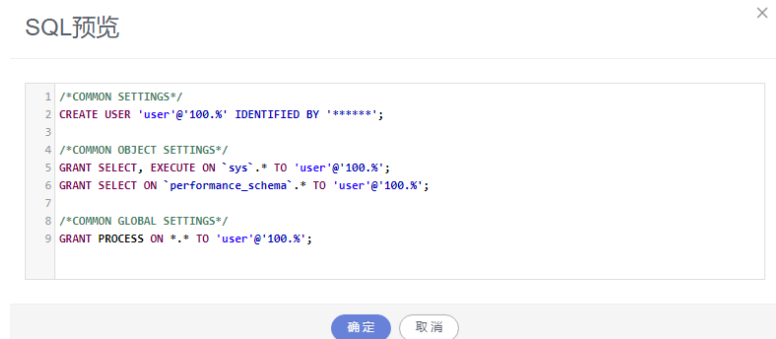 SQL预览
×
1 /*COMMON SETTINGS*/
2 CREATE USER 'user'@'100.%' IDENTIFIED BY '******';
3
4 /*COMMON OBJECT SETTINGS*/
5 GRANT SELECT, EXECUTE ON `sys`.* TO 'user'@'100.%';
6 GRANT SELECT ON `performance_schema`.* TO 'user'@'100.%';
7
8 /*COMMON GLOBAL SETTINGS*/
9 GRANT PROCESS ON *.* TO 'user'@'100.%';
确定 取消